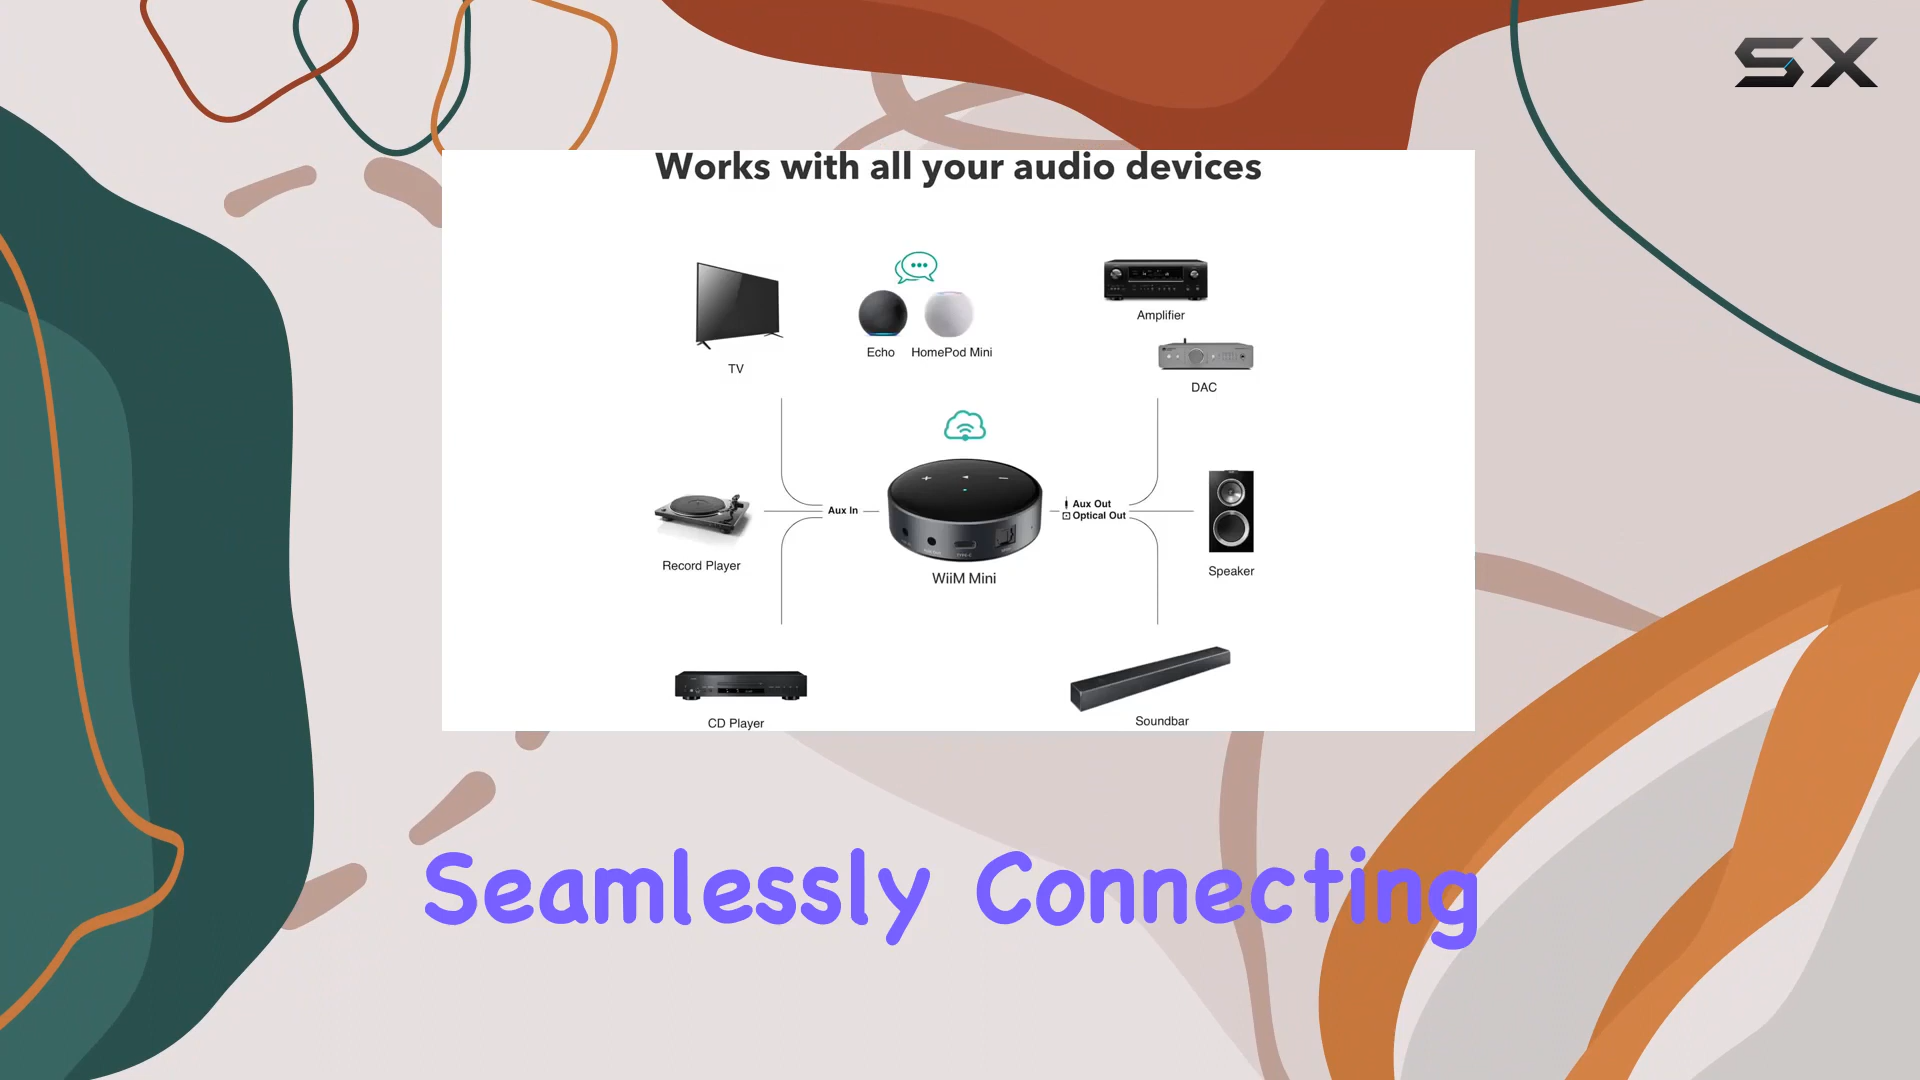 SX
Works with all your audio devices
TV
Echo
HomePod Mini
Amplifier
DAC
Aux In
Aux Out
Optical Out
TYPE-C
WiiM Mini
Record Player
Speaker
CD Player
Soundbar
Seamlessly Connecting